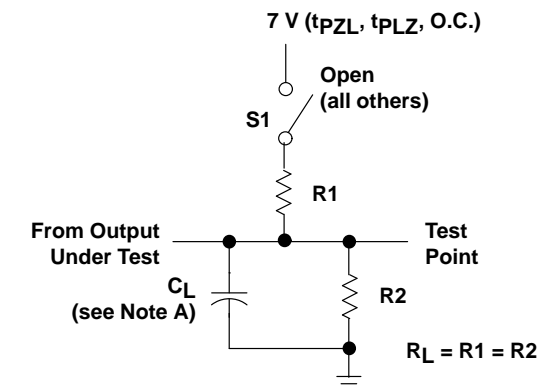 7 V (tPZL, tPLZ, O.C.)
Open
(all others)
S1
R1
From Output
Under Test
Test
Point
CL
(see Note A)
R2
RL = R1 = R2